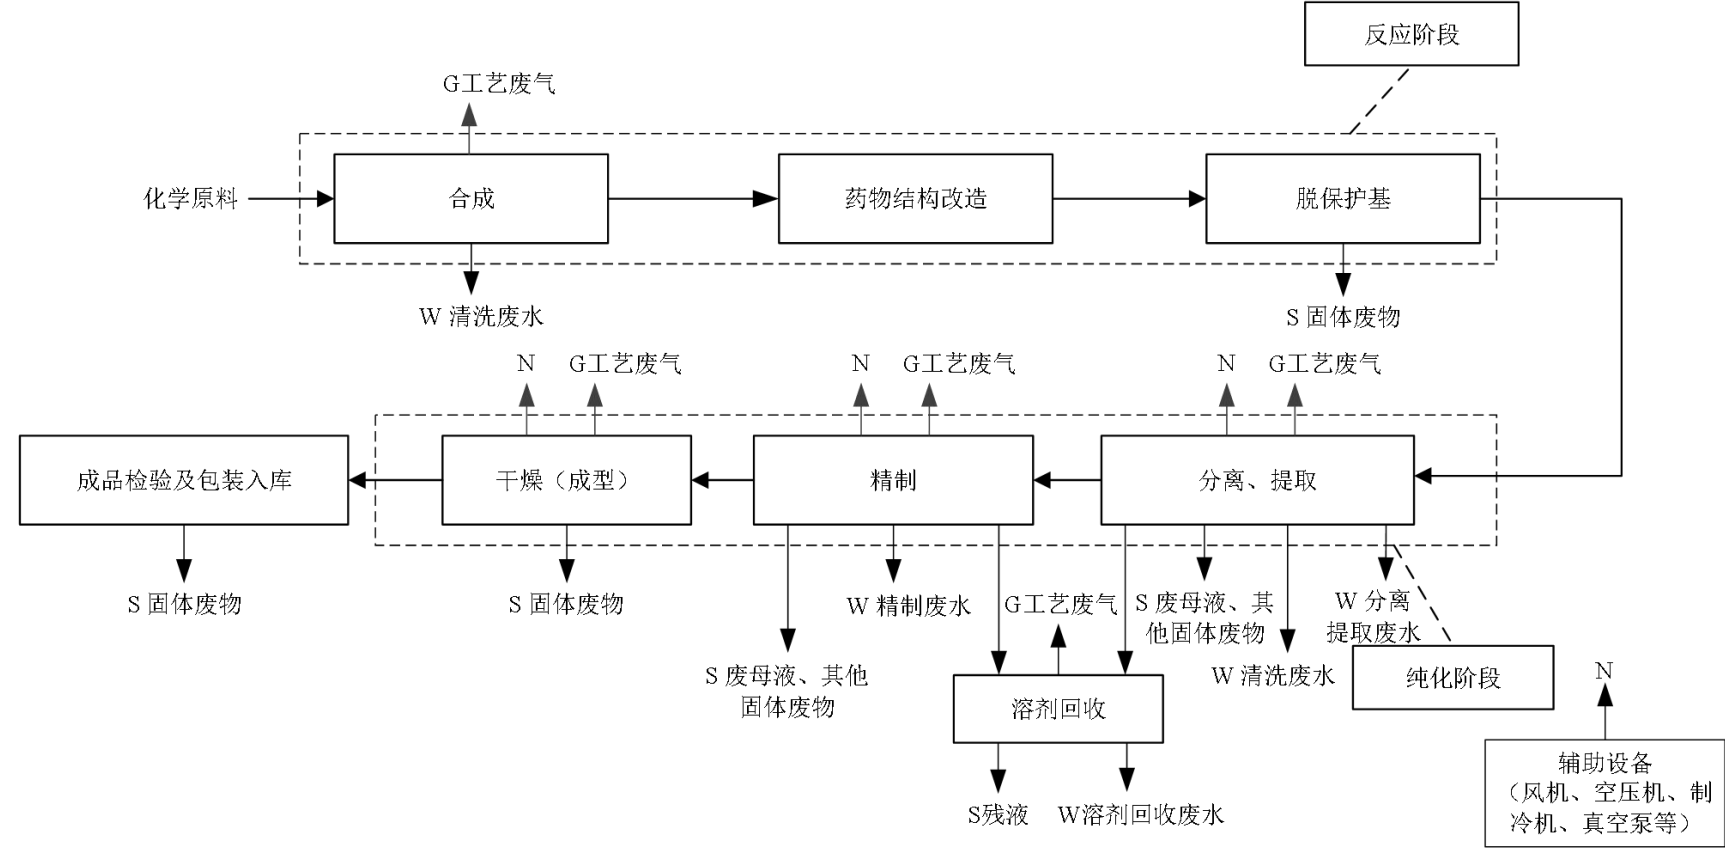 反应阶段
G工艺废气
化学原料
合成
药物结构改造
脱保护基
W 清洗废水
S 固体废物
N
G工艺废气
N
G工艺废气
N
G工艺废气
成品检验及包装入库
干燥（成型）
精制
分离、提取
S 固体废物
S 固体废物
S 废母液、其他
固体废物
W 精制废水
G工艺废气
S 废母液、其
他固体废物
W 清洗废水
W 分离
提取废水
纯化阶段
溶剂回收
S残液
W溶剂回收废水
N
辅助设备
（风机、空压机、制
冷机、真空泵等）